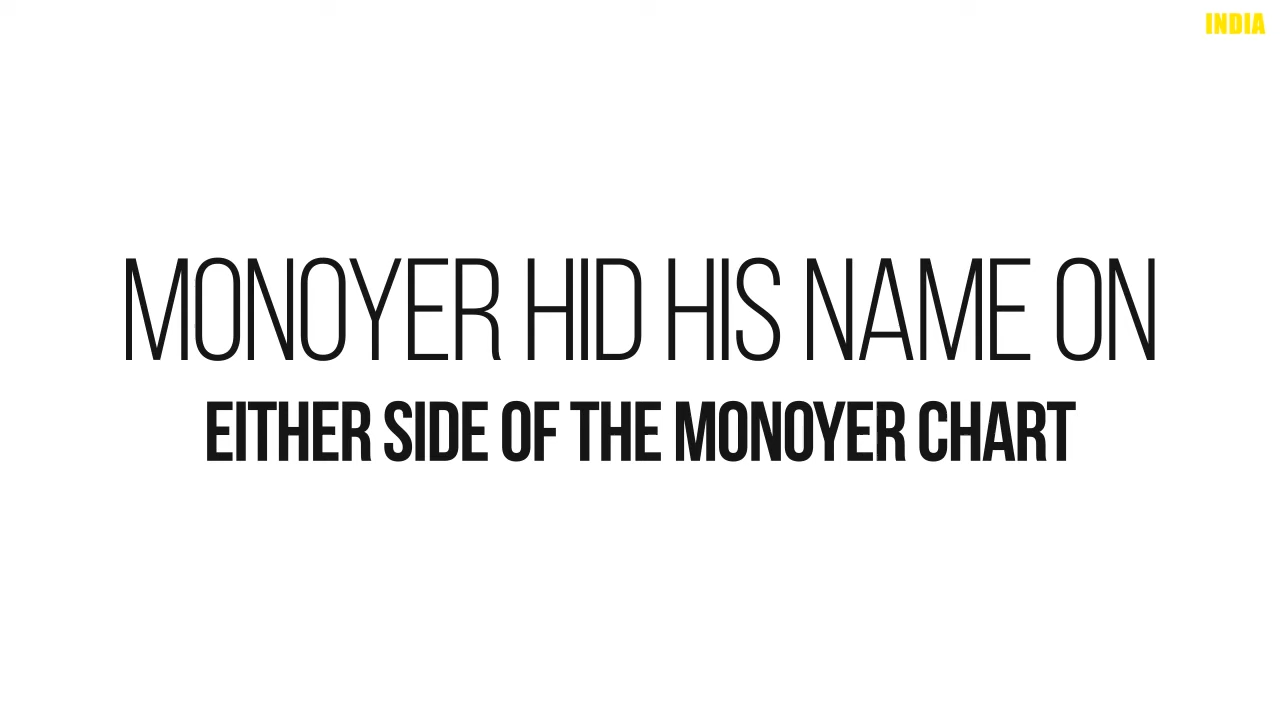 INDIA
MONOYER HID HIS NAME ON
EITHER SIDE OF THE MONOYER CHART